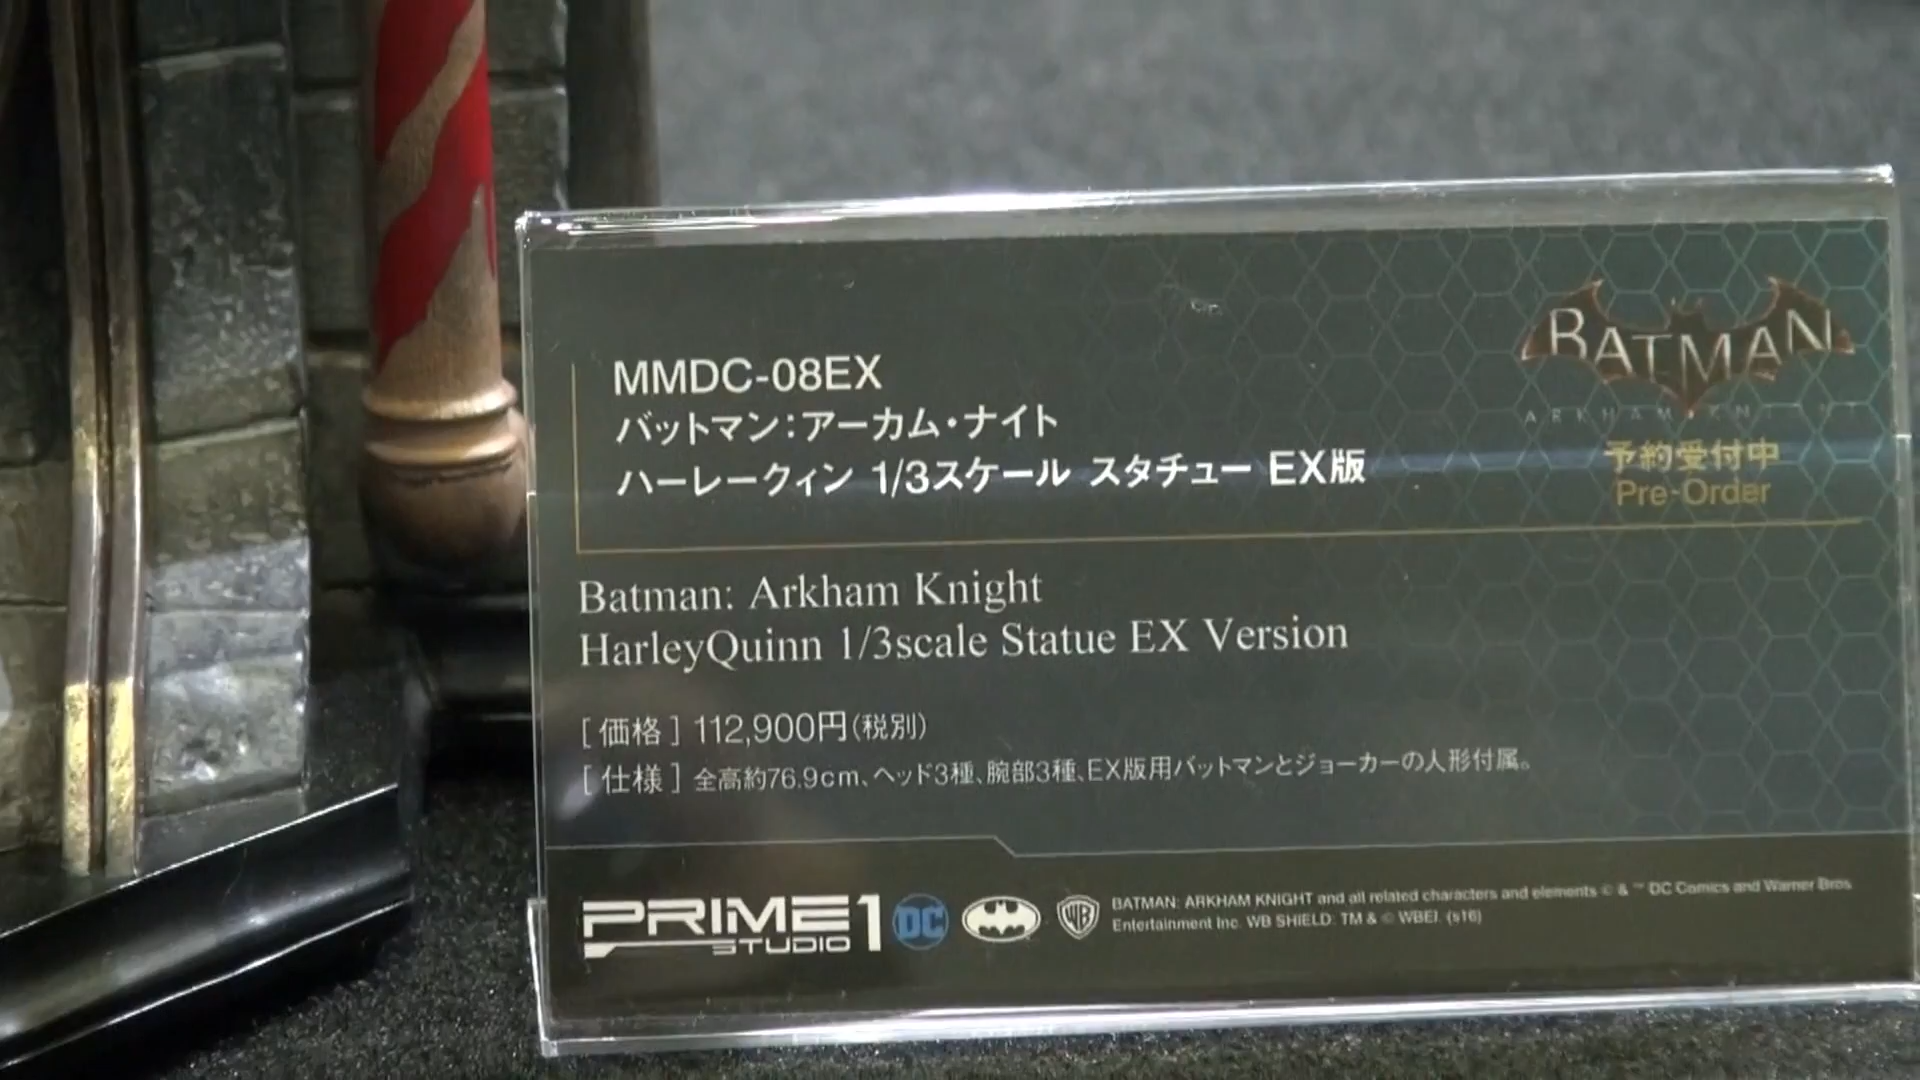 MMDC-08EX
バットマン:アーカム・ナイト
ハーレークィン 1/3スケール スタチュー EX版
BATMAN
ARKHAM KNIGHT
予約受付中
Pre-Order
Batman: Arkham Knight
HarleyQuinn 1/3scale Statue EX Version
[価格] 112,900円(税別)
[仕様] 全高約76.9cm、ヘッド3種、腕部3種、EX版用バットマンとジョーカーの人形付属。
PRIME 1
STUDIO
DC
WB
BATMAN: ARKHAM KNIGHT and all related characters and elements © & ™ DC Comics and Warner Bros.
Entertainment Inc. WB SHIELD: TM & © WBEI. (s16)